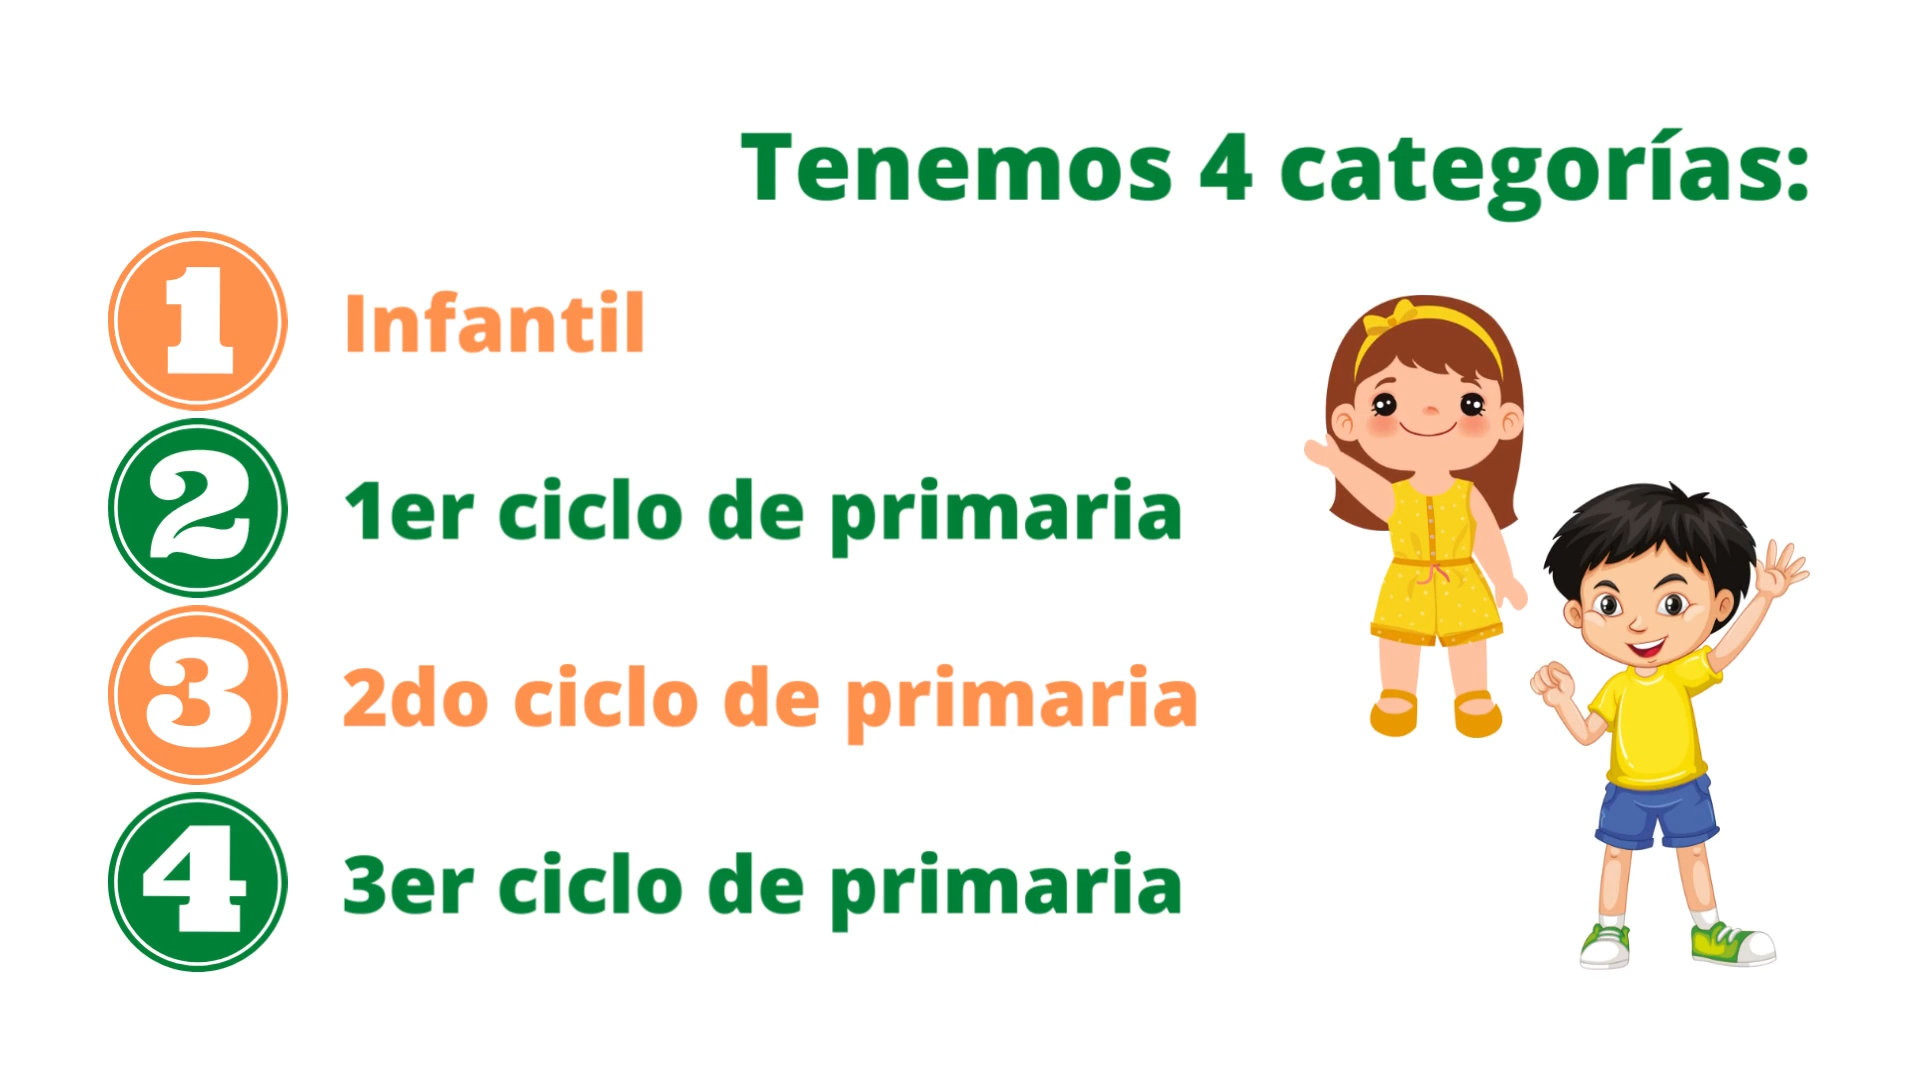 Tenemos 4 categorías:
1 Infantil
2 1er ciclo de primaria
3 2do ciclo de primaria
4 3er ciclo de primaria